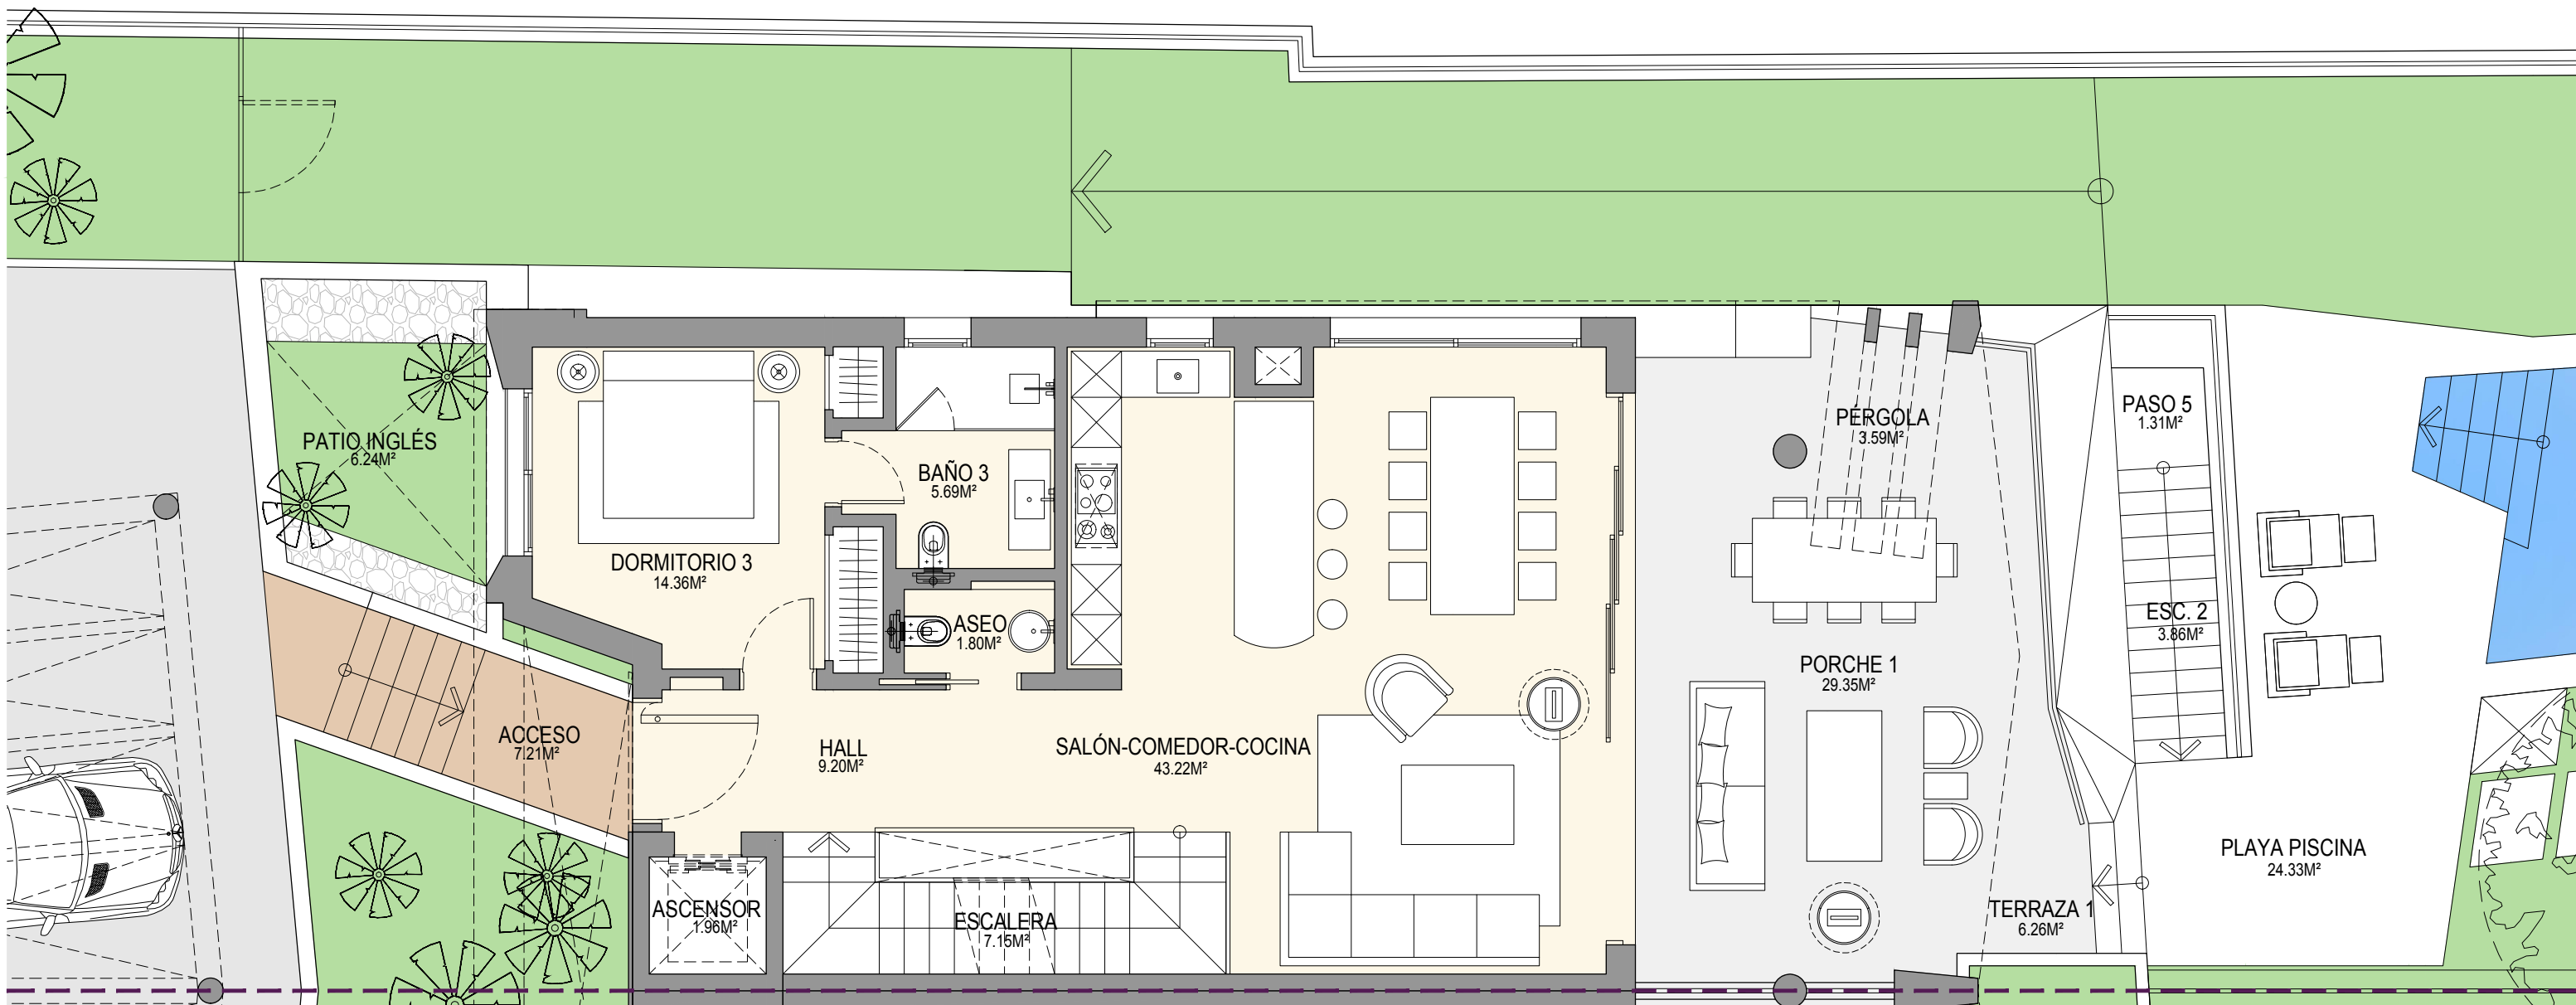 PATIO INGLÉS
6.24M²
DORMITORIO 3
14.36M²
BAÑO 3
5.69M²
ASEO
1.80M²
ACCESO
7.21M²
HALL
9.20M²
SALÓN-COMEDOR-COCINA
43.22M²
ASCENSOR
1.96M²
ESCALERA
7.15M²
PÉRGOLA
3.59M²
PORCHE 1
29.35M²
TERRAZA 1
6.26M²
PASO 5
1.31M²
ESC. 2
3.86M²
PLAYA PISCINA
24.33M²